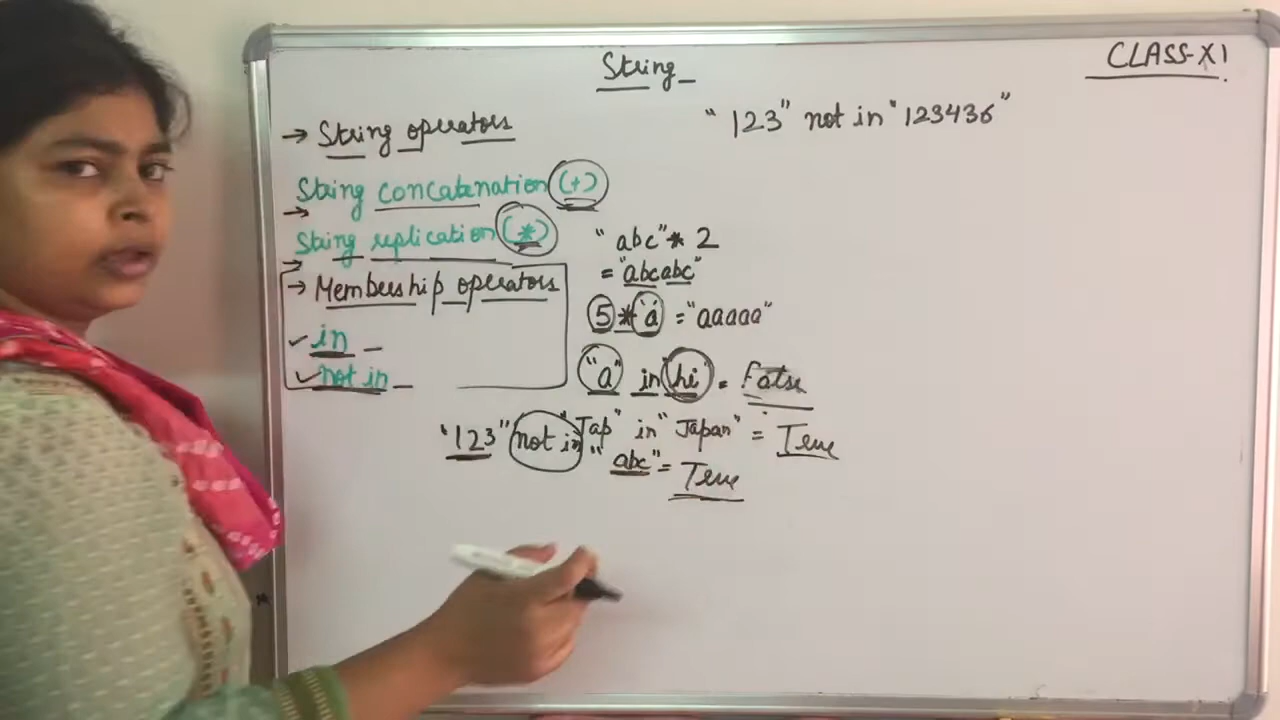 String
CLASS-XI
→ String operators
"123" not in "123436"
String concatenation (+)
→
String replication (*)
"abc" * 2
→
= "abcabc"
→ Membership operators
5 * "a" = "aaaaa"
✓ in
"a" in "hi" = False
✓ not in
"Jap" in "Japan" = True
"123" not in "abc" = True